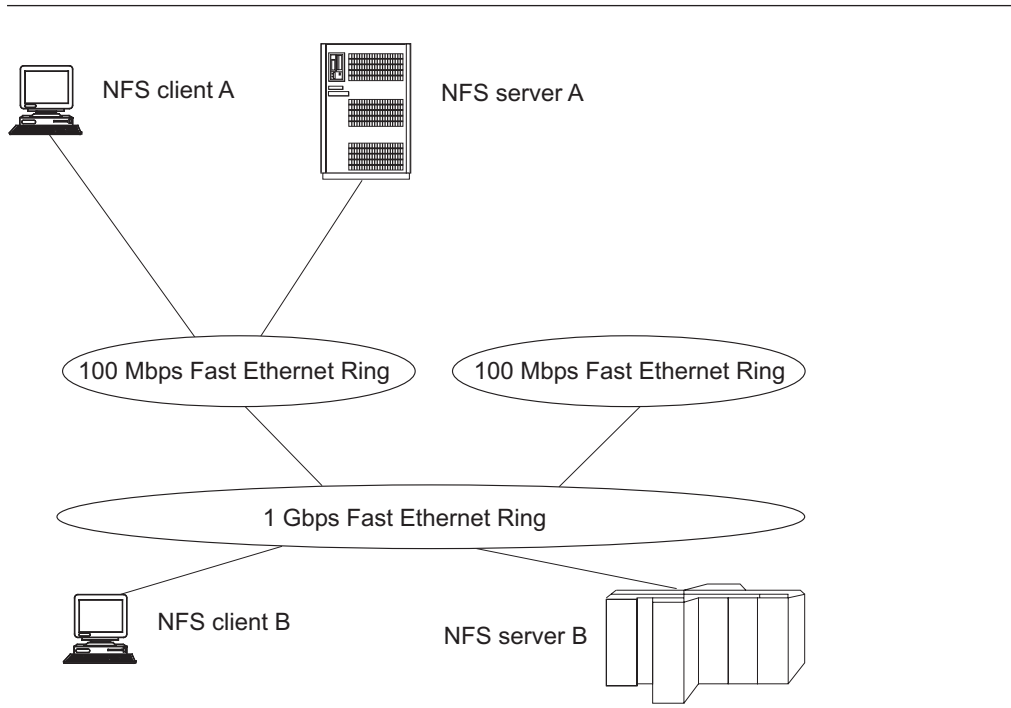 NFS client A
NFS server A
100 Mbps Fast Ethernet Ring
100 Mbps Fast Ethernet Ring
1 Gbps Fast Ethernet Ring
NFS client B
NFS server B